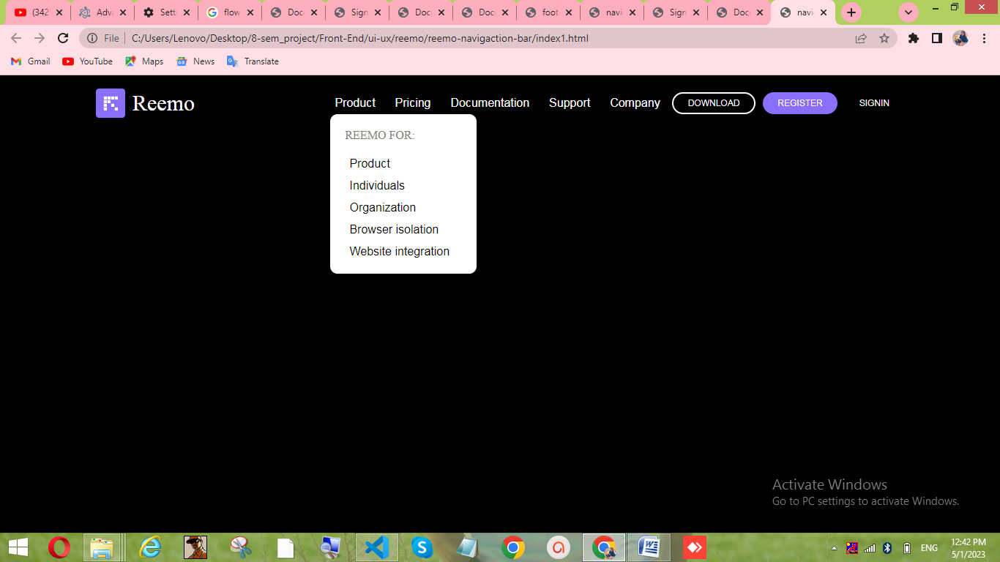 (342 Adva Setti flow Doc Sign Doc Doc foot navi Sign Doc navi
File C:/Users/Lenovo/Desktop/8-sem_project/Front-End/ui-ux/reemo/reemo-navigaction-bar/index1.html
Gmail YouTube Maps News Translate
Reemo Product Pricing Documentation Support Company DOWNLOAD REGISTER SIGNIN
REEMO FOR:
Product
Individuals
Organization
Browser isolation
Website integration
Activate Windows
Go to PC settings to activate Windows.
ENG 12:42 PM
5/1/2023